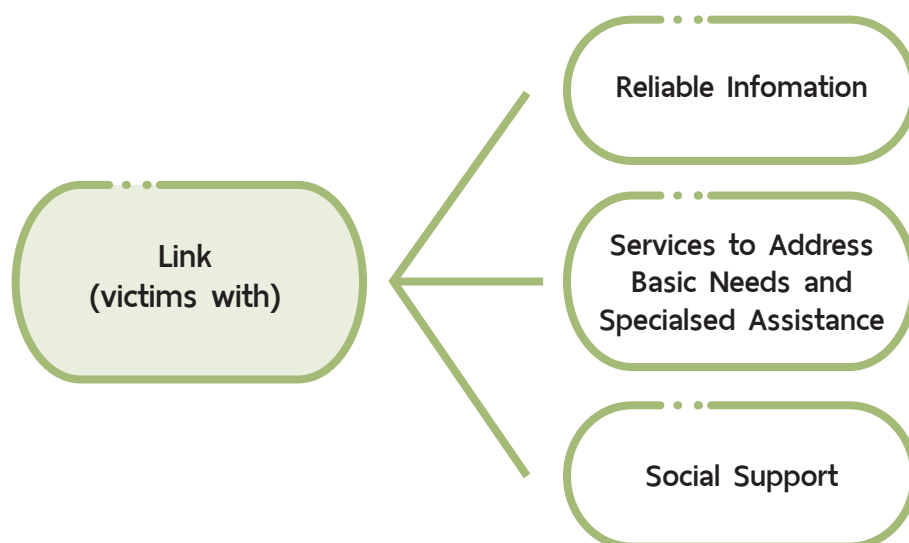 Reliable Infomation
Link
(victims with)
Services to Address
Basic Needs and
Specialsed Assistance
Social Support